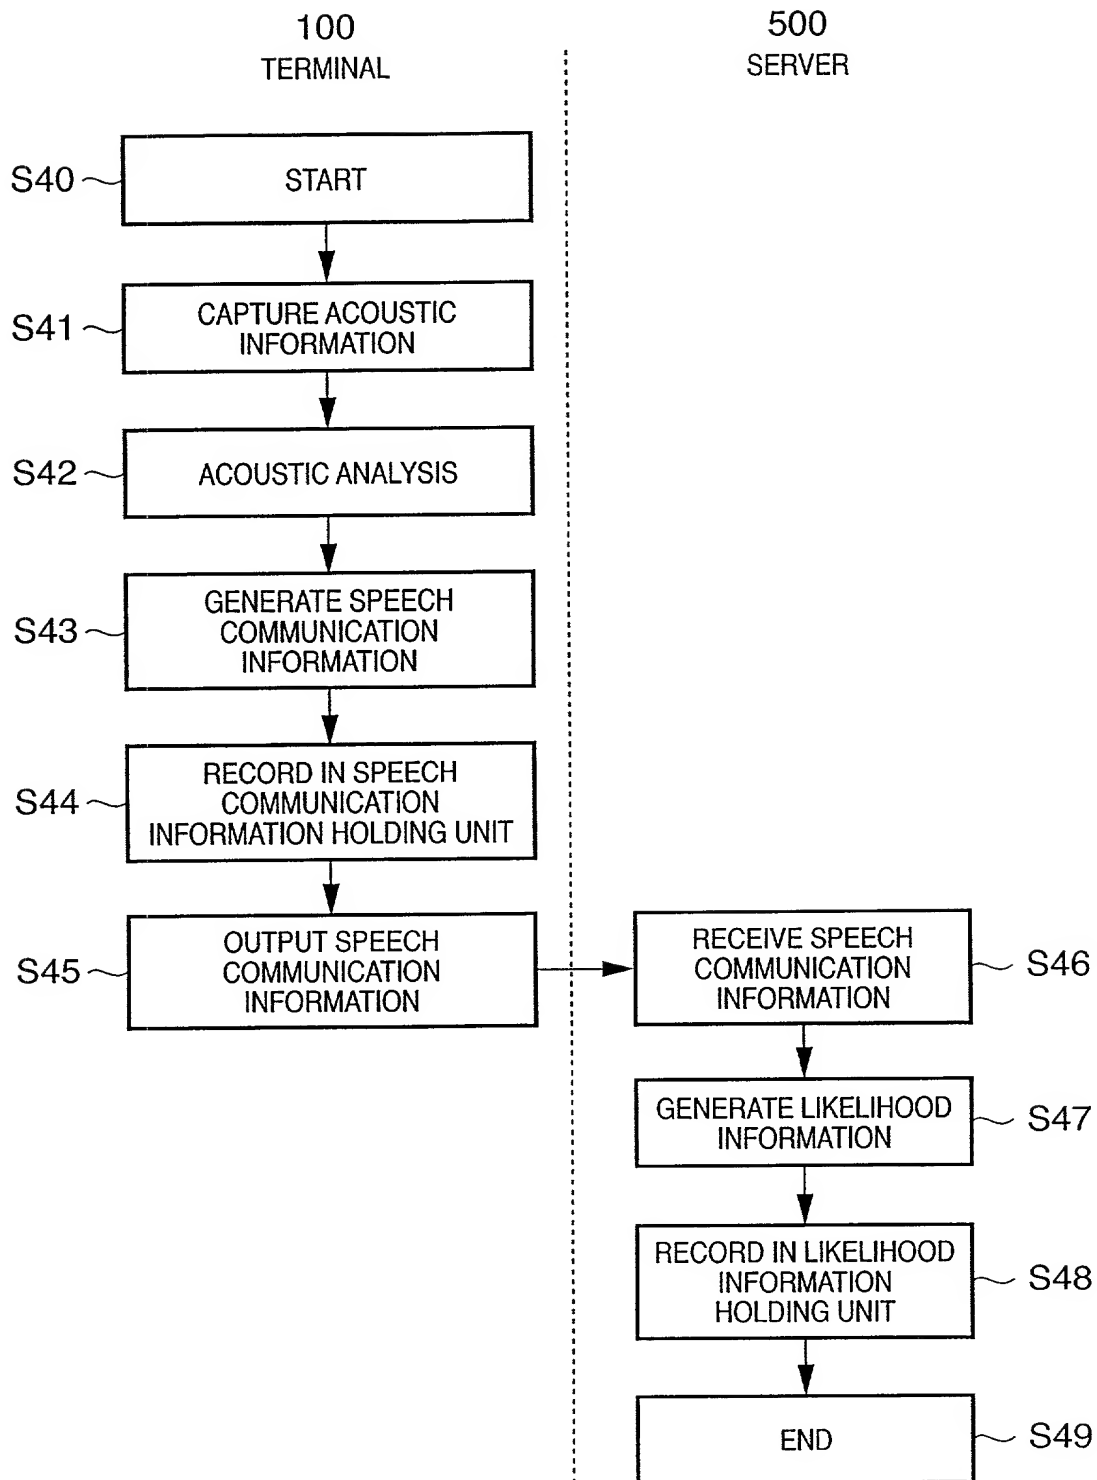 100
TERMINAL
500
SERVER
S40
START
S41
CAPTURE ACOUSTIC
INFORMATION
S42
ACOUSTIC ANALYSIS
S43
GENERATE SPEECH
COMMUNICATION
INFORMATION
S44
RECORD IN SPEECH
COMMUNICATION
INFORMATION HOLDING UNIT
S45
OUTPUT SPEECH
COMMUNICATION
INFORMATION
RECEIVE SPEECH
COMMUNICATION
INFORMATION
S46
GENERATE LIKELIHOOD
INFORMATION
S47
RECORD IN LIKELIHOOD
INFORMATION
HOLDING UNIT
S48
END
S49